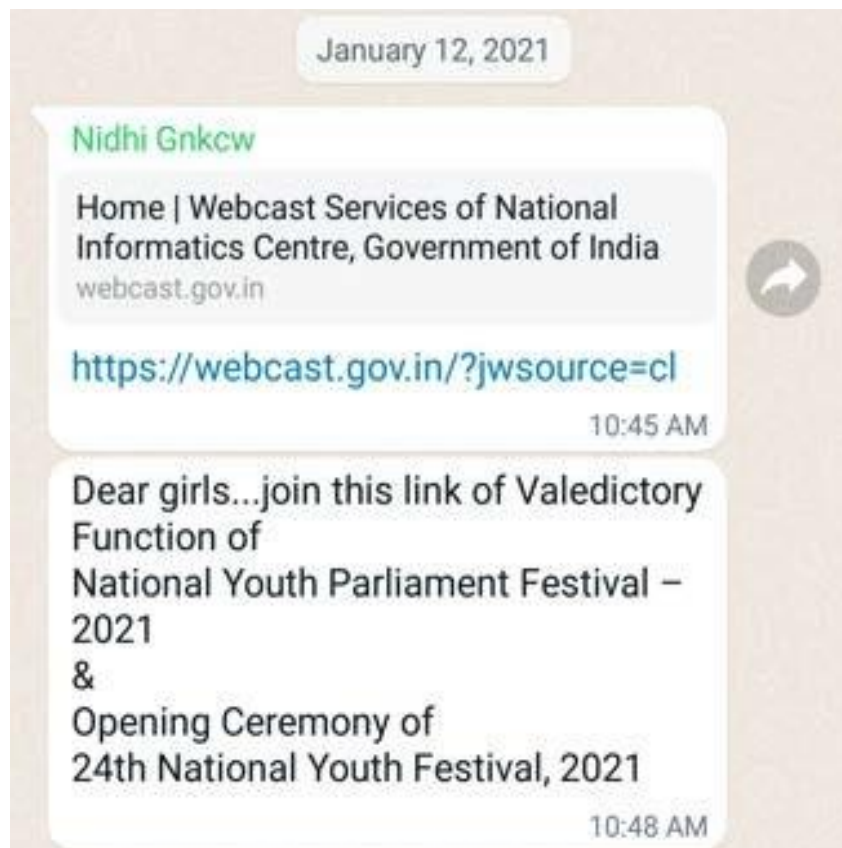 January 12, 2021
Nidhi Gnkcw
Home | Webcast Services of National
Informatics Centre, Government of India
webcast.gov.in
https://webcast.gov.in/?jwsource=cl
10:45 AM
Dear girls...join this link of Valedictory
Function of
National Youth Parliament Festival –
2021
&
Opening Ceremony of
24th National Youth Festival, 2021
10:48 AM